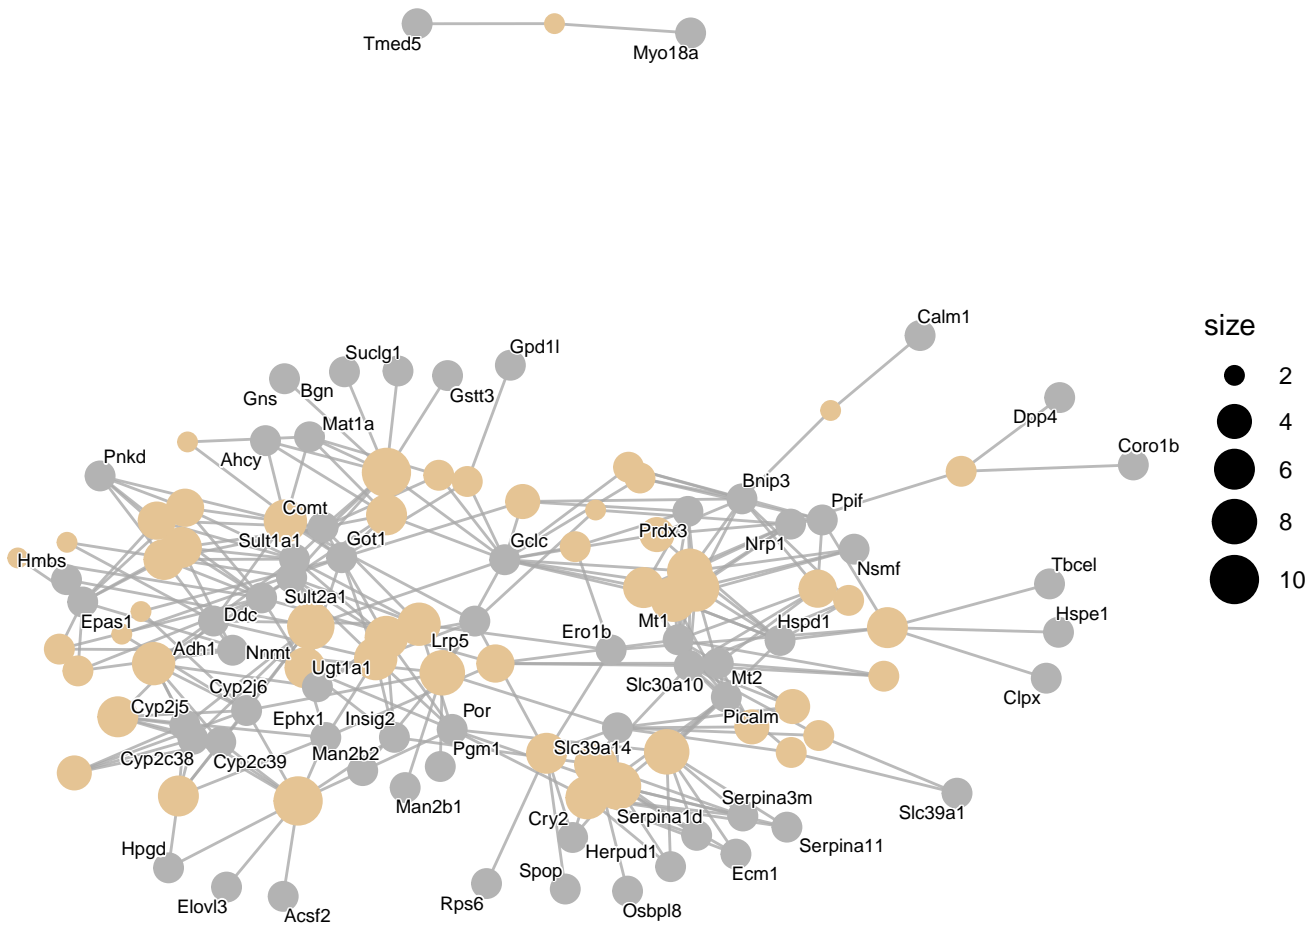 Tmed5
Myo18a
Calm1
size
Suclg1
Gpd1l
2
Gns
Bgn
Gstt3
Dpp4
4
Mat1a
Coro1b
Pnkd
Ahcy
6
Bnip3
Comt
Ppif
8
Sult1a1
Got1
Gclc
Prdx3
Nrp1
Hmbs
Nsmf
Tbcel
10
Sult2a1
Epas1
Ddc
Mt1
Hspd1
Hspe1
Adh1
Nnmt
Lrp5
Ero1b
Ugt1a1
Slc30a10
Mt2
Clpx
Cyp2j6
Cyp2j5
Ephx1
Insig2
Por
Picalm
Cyp2c38
Cyp2c39
Man2b2
Pgm1
Slc39a14
Man2b1
Serpina3m
Slc39a1
Cry2
Serpina1d
Hpgd
Herpud1
Serpina11
Spop
Ecm1
Elovl3
Acsf2
Rps6
Osbpl8